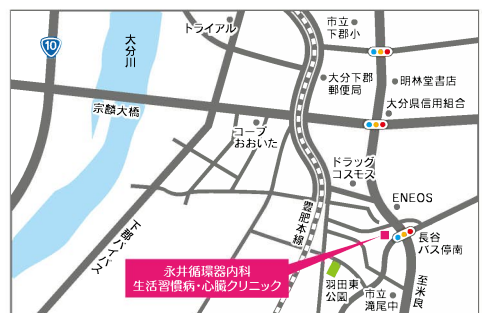 10
大分川
トライアル
市立
下郡小
大分下郡
郵便局
明林堂書店
大分県信用組合
宗麟大橋
コープ
おおいた
ドラッグ
コスモス
ENEOS
下郡バイパス
豊肥本線
長谷
バス停南
永井循環器内科
生活習慣病・心臓クリニック
羽田東
公園
市立
滝尾中
至米良